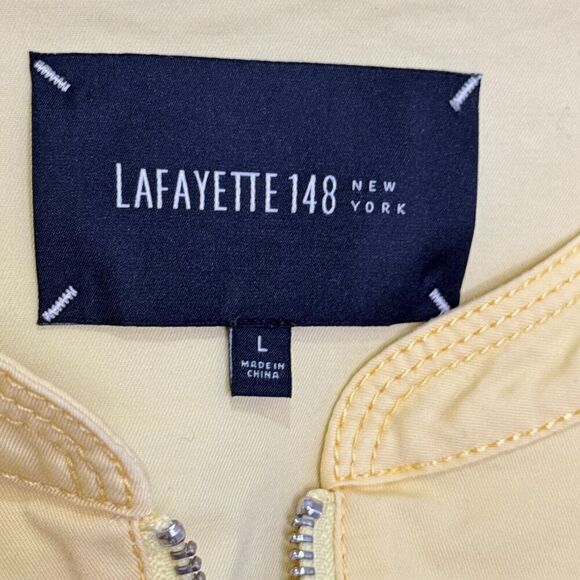 LAFAYETTE 148 NEW YORK
L
MADE IN
CHINA